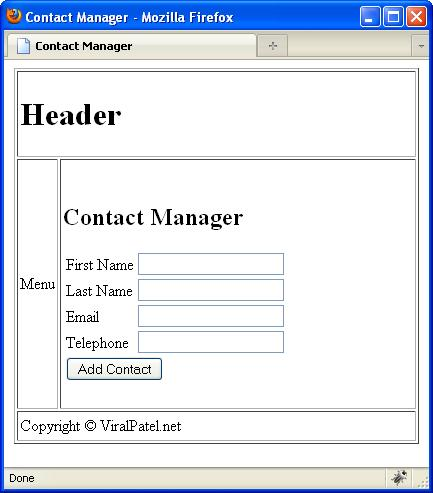 Contact Manager - Mozilla Firefox
Contact Manager
Header
Menu
Contact Manager
First Name
Last Name
Email
Telephone
Add Contact
Copyright © ViralPatel.net
Done